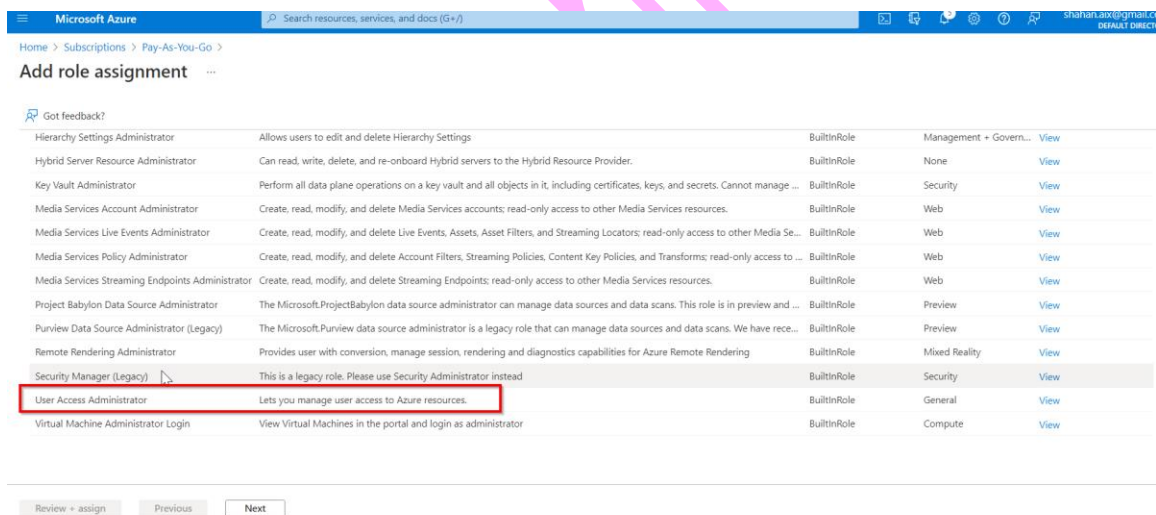 Microsoft Azure
Search resources, services, and docs (G+/)
shahan.aix@gmail.co
DEFAULT DIRECT
Home > Subscriptions > Pay-As-You-Go >
Add role assignment ...
Got feedback?
Hierarchy Settings Administrator Allows users to edit and delete Hierarchy Settings BuiltInRole Management + Govern... View
Hybrid Server Resource Administrator Can read, write, delete, and re-onboard Hybrid servers to the Hybrid Resource Provider. BuiltInRole None View
Key Vault Administrator Perform all data plane operations on a key vault and all objects in it, including certificates, keys, and secrets. Cannot manage ... BuiltInRole Security View
Media Services Account Administrator Create, read, modify, and delete Media Services accounts; read-only access to other Media Services resources. BuiltInRole Web View
Media Services Live Events Administrator Create, read, modify, and delete Live Events, Assets, Asset Filters, and Streaming Locators; read-only access to other Media Se... BuiltInRole Web View
Media Services Policy Administrator Create, read, modify, and delete Account Filters, Streaming Policies, Content Key Policies, and Transforms; read-only access to ... BuiltInRole Web View
Media Services Streaming Endpoints Administrator Create, read, modify, and delete Streaming Endpoints; read-only access to other Media Services resources. BuiltInRole Web View
Project Babylon Data Source Administrator The Microsoft.ProjectBabylon data source administrator can manage data sources and data scans. This role is in preview and ... BuiltInRole Preview View
Purview Data Source Administrator (Legacy) The Microsoft.Purview data source administrator is a legacy role that can manage data sources and data scans. We have rece... BuiltInRole Preview View
Remote Rendering Administrator Provides user with conversion, manage session, rendering and diagnostics capabilities for Azure Remote Rendering BuiltInRole Mixed Reality View
Security Manager (Legacy) This is a legacy role. Please use Security Administrator instead BuiltInRole Security View
User Access Administrator Lets you manage user access to Azure resources. BuiltInRole General View
Virtual Machine Administrator Login View Virtual Machines in the portal and login as administrator BuiltInRole Compute View
Review + assign Previous Next